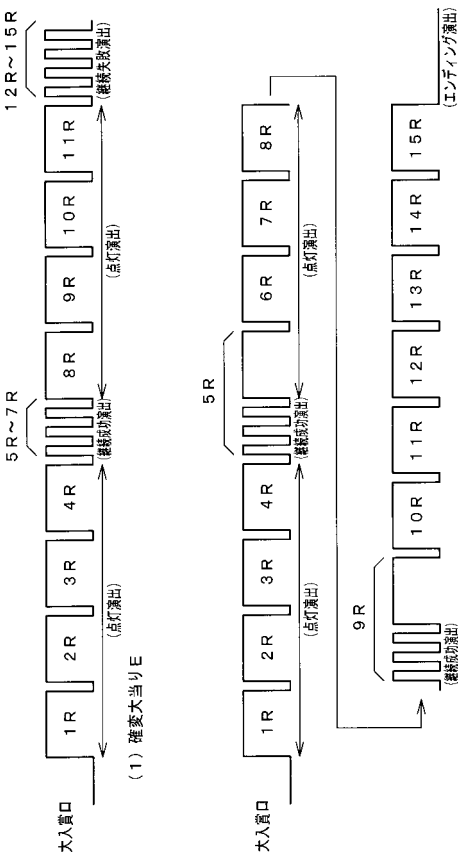 大入賞口
1R 2R 3R 4R 5R~7R 8R 9R 10R 11R 12R~15R
(点灯演出) (継続成功演出) (点灯演出) (継続失敗演出)
(1) 確変大当りE
大入賞口
1R 2R 3R 4R 5R 6R 7R 8R
(点灯演出) (継続成功演出) (点灯演出)
9R 10R 11R 12R 13R 14R 15R
(継続成功演出) (エンディング演出)